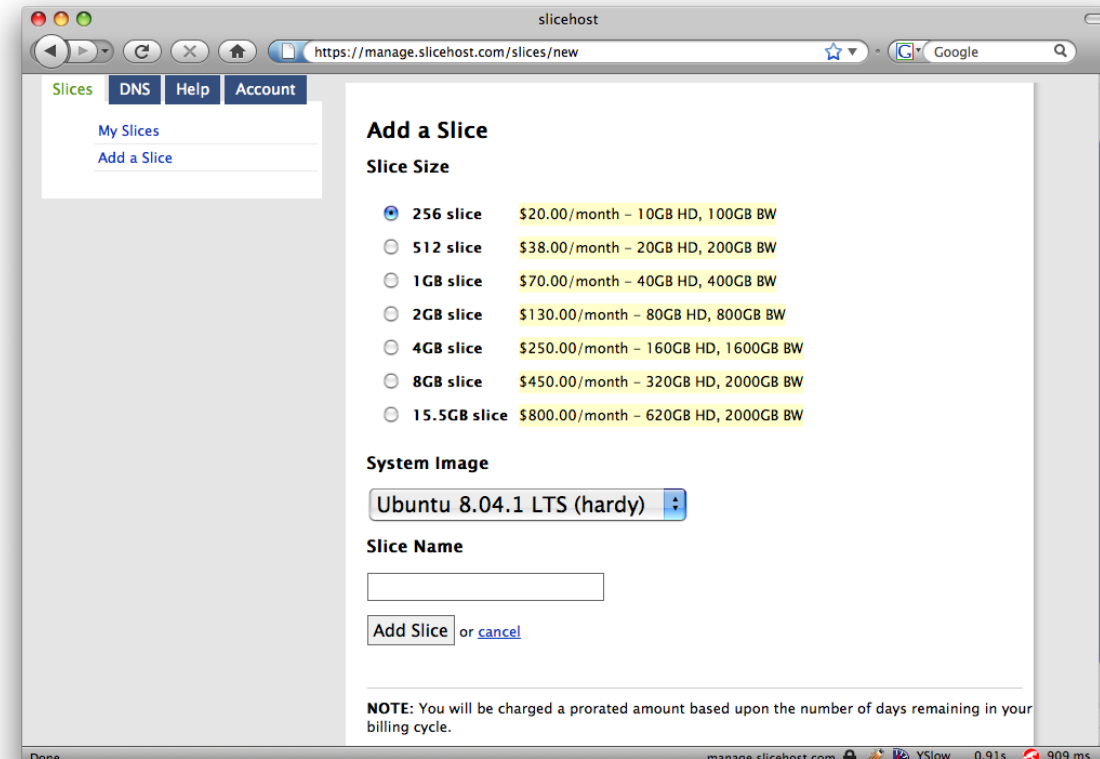 slicehost
https://manage.slicehost.com/slices/new
Google
Slices DNS Help Account
My Slices
Add a Slice
Add a Slice
Slice Size
256 slice $20.00/month – 10GB HD, 100GB BW
512 slice $38.00/month – 20GB HD, 200GB BW
1GB slice $70.00/month – 40GB HD, 400GB BW
2GB slice $130.00/month – 80GB HD, 800GB BW
4GB slice $250.00/month – 160GB HD, 1600GB BW
8GB slice $450.00/month – 320GB HD, 2000GB BW
15.5GB slice $800.00/month – 620GB HD, 2000GB BW
System Image
Ubuntu 8.04.1 LTS (hardy)
Slice Name
Add Slice or cancel
NOTE: You will be charged a prorated amount based upon the number of days remaining in your
billing cycle.
Done manage.slicehost.com YSlow 0.91s 909 ms